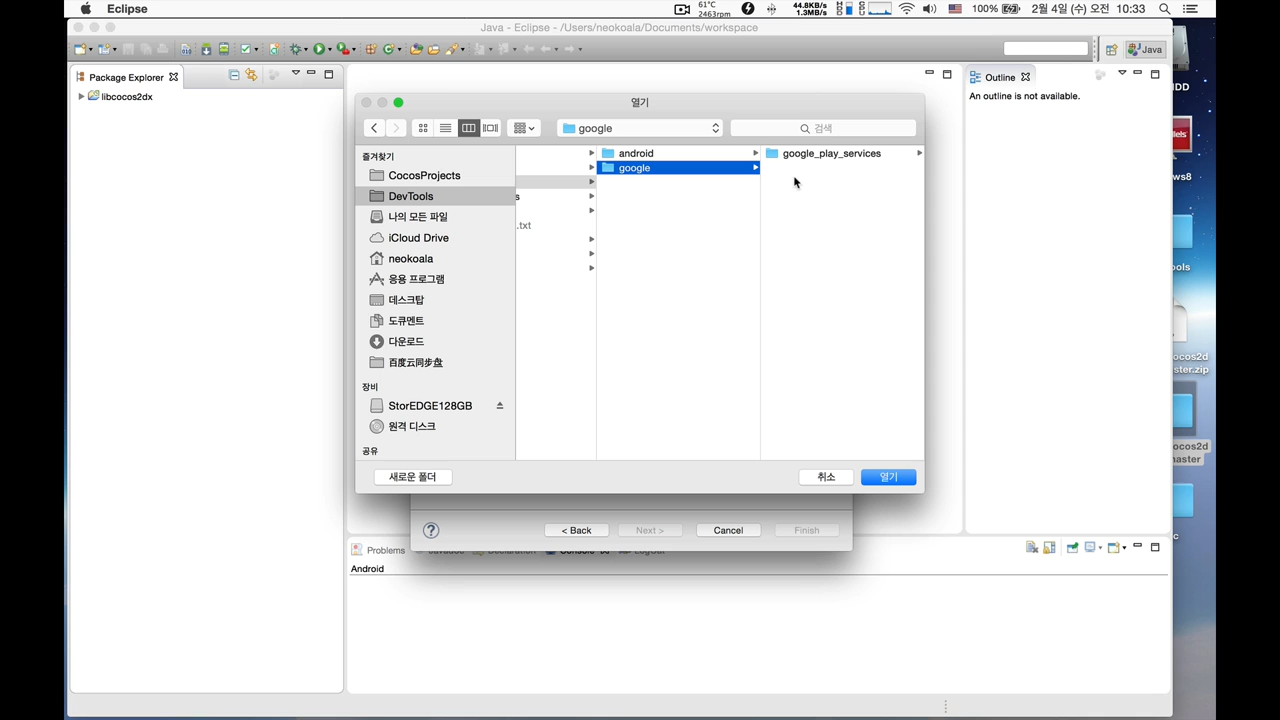 Eclipse
61°C
2463rpm
44.8KB/s
1.3MB/s
100%
2월 4일 (수) 오전 10:33
Java - Eclipse - /Users/neokoala/Documents/workspace
Java
Package Explorer
libcocos2dx
Outline
An outline is not available.
열기
google
검색
즐겨찾기
CocosProjects
DevTools
나의 모든 파일
iCloud Drive
neokoala
응용 프로그램
데스크탑
도큐멘트
다운로드
百度云同步盘
장비
StorEDGE128GB
원격 디스크
공유
s
.txt
android
google
google_play_services
새로운 폴더
취소
열기
< Back
Next >
Cancel
Finish
Problems
Javadoc
Declaration
Console
LogCat
Android
IDD
ws8
ools
ocos2d
ster.zip
ocos2d
naster
c